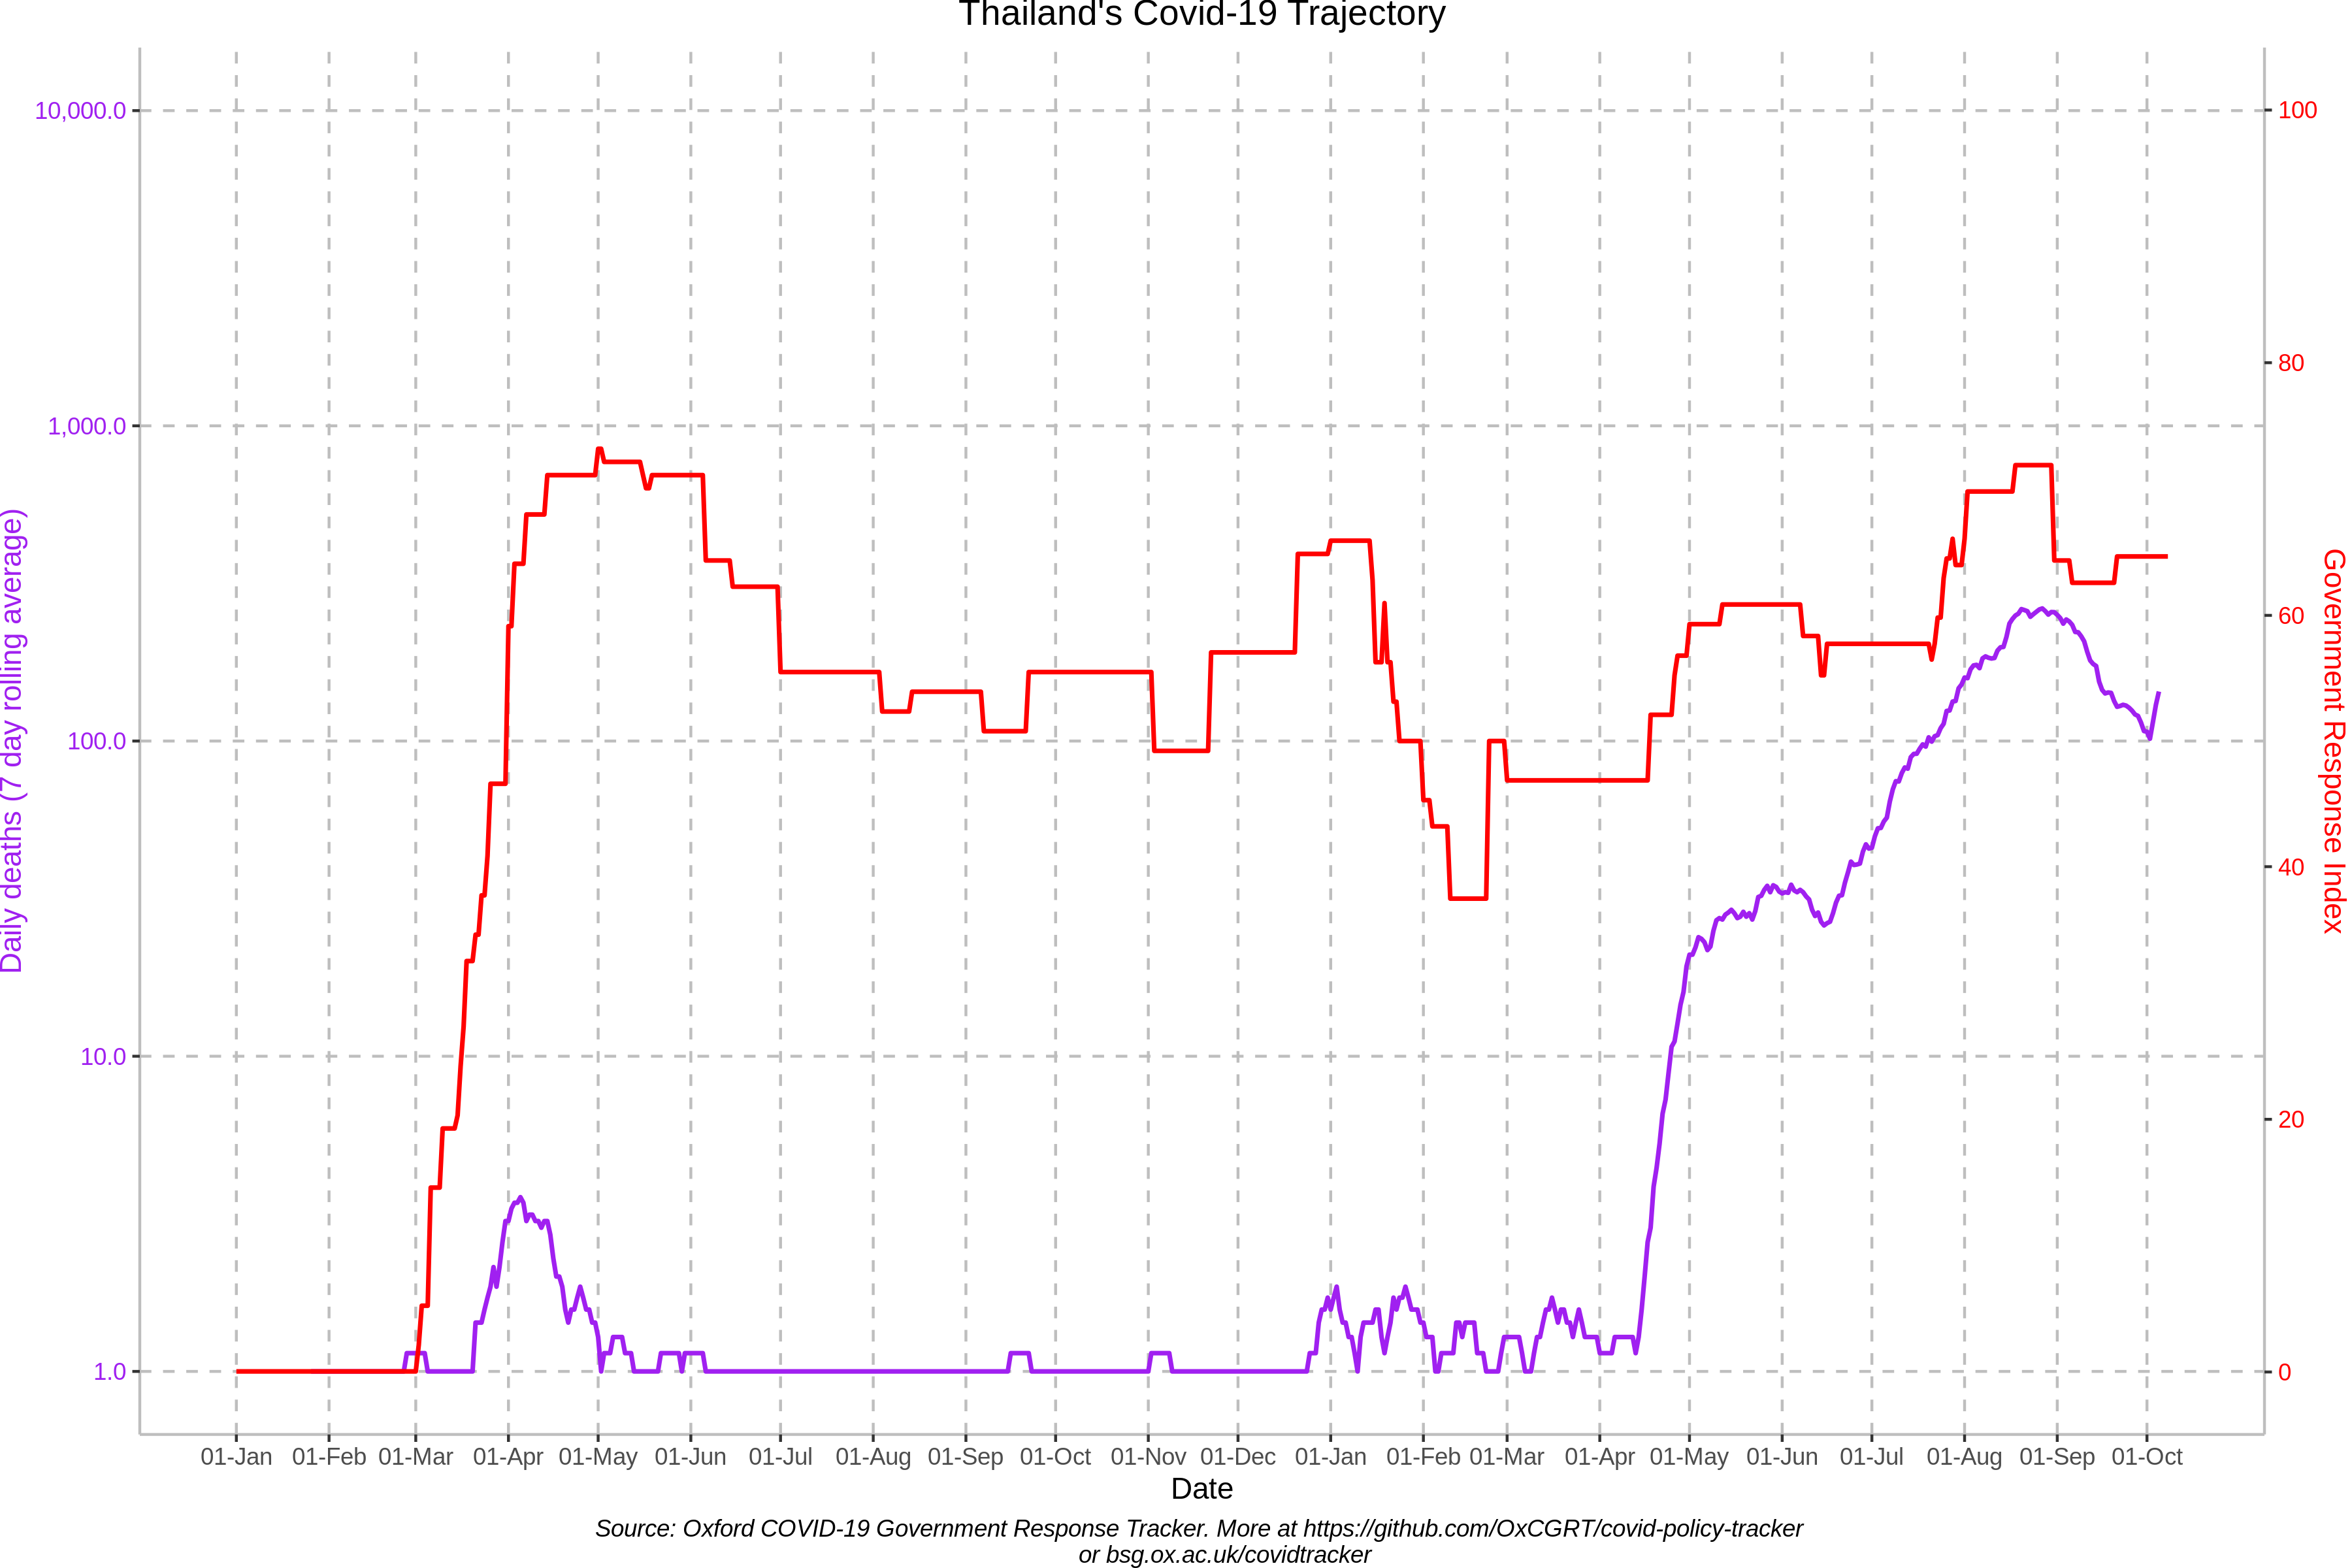 Thailand's Covid-19 Trajectory
10,000.0
1,000.0
100.0
10.0
1.0
Daily deaths (7 day rolling average)
100
80
60
40
20
0
Government Response Index
01-Jan 01-Feb 01-Mar 01-Apr 01-May 01-Jun 01-Jul 01-Aug 01-Sep 01-Oct 01-Nov 01-Dec 01-Jan 01-Feb 01-Mar 01-Apr 01-May 01-Jun 01-Jul 01-Aug 01-Sep 01-Oct
Date
Source: Oxford COVID-19 Government Response Tracker. More at https://github.com/OxCGRT/covid-policy-tracker
or bsg.ox.ac.uk/covidtracker